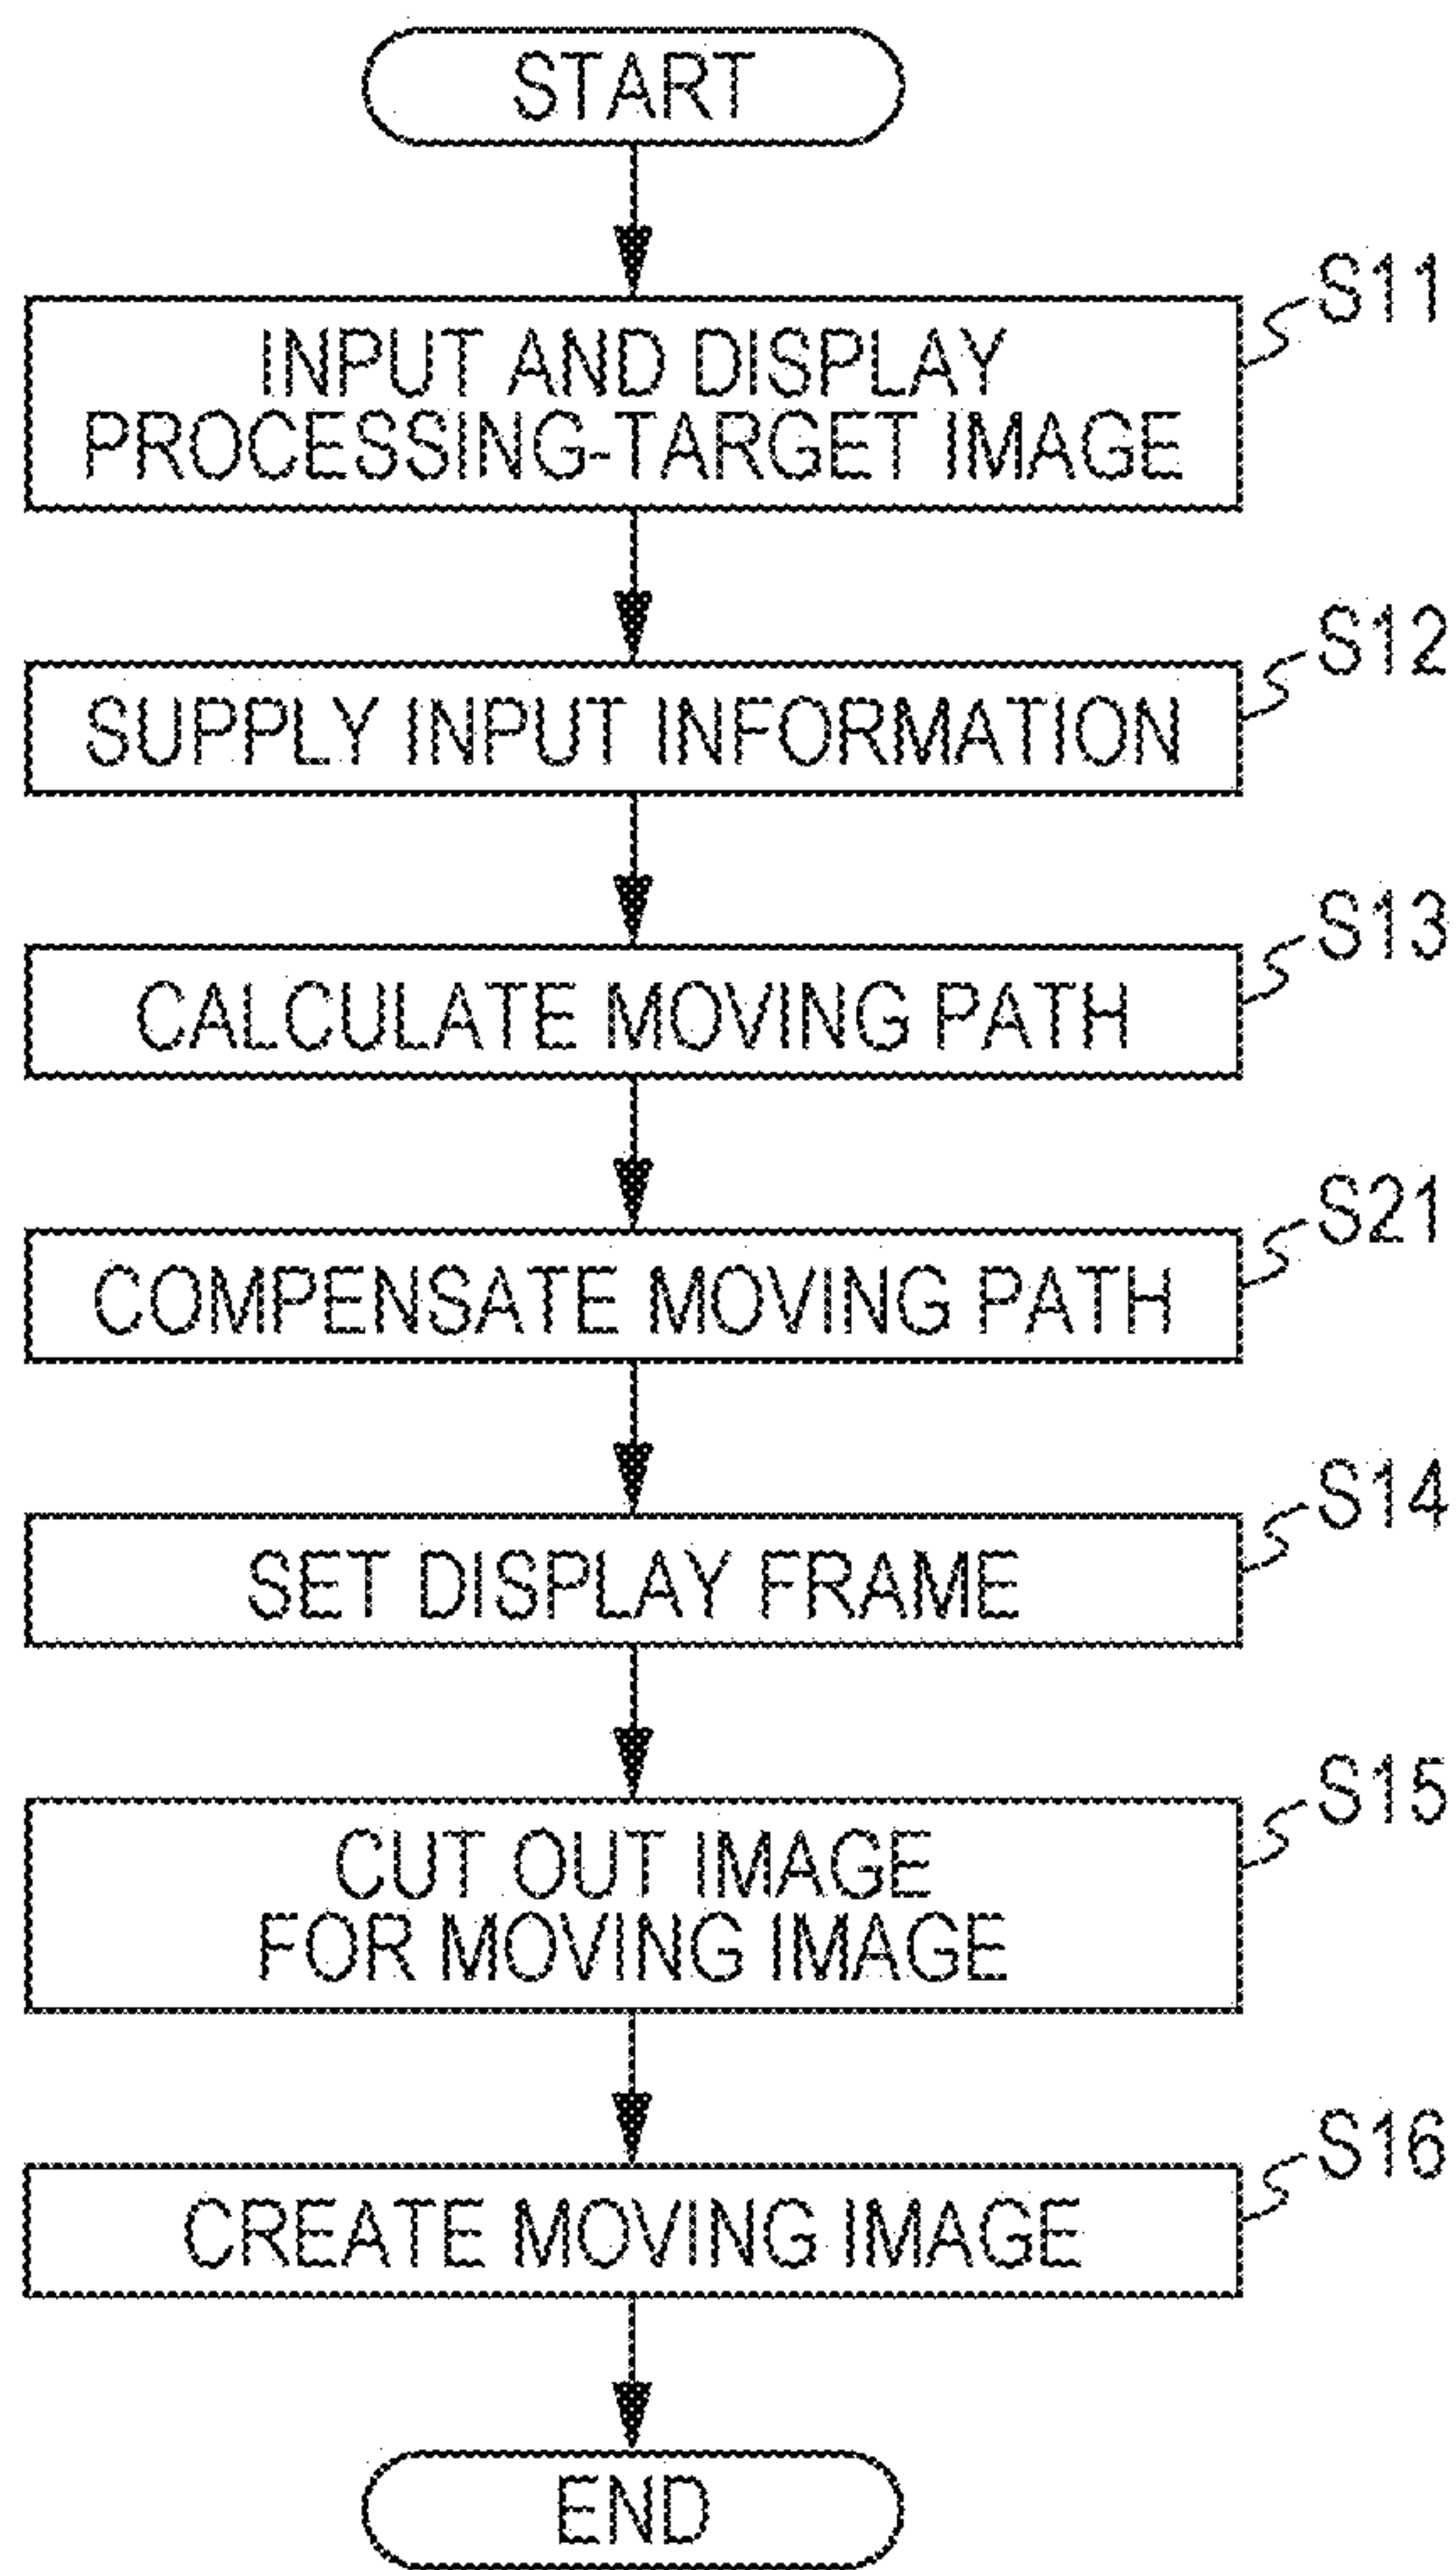 START
S11
INPUT AND DISPLAY
PROCESSING-TARGET IMAGE
S12
SUPPLY INPUT INFORMATION
S13
CALCULATE MOVING PATH
S21
COMPENSATE MOVING PATH
S14
SET DISPLAY FRAME
S15
CUT OUT IMAGE
FOR MOVING IMAGE
S16
CREATE MOVING IMAGE
END